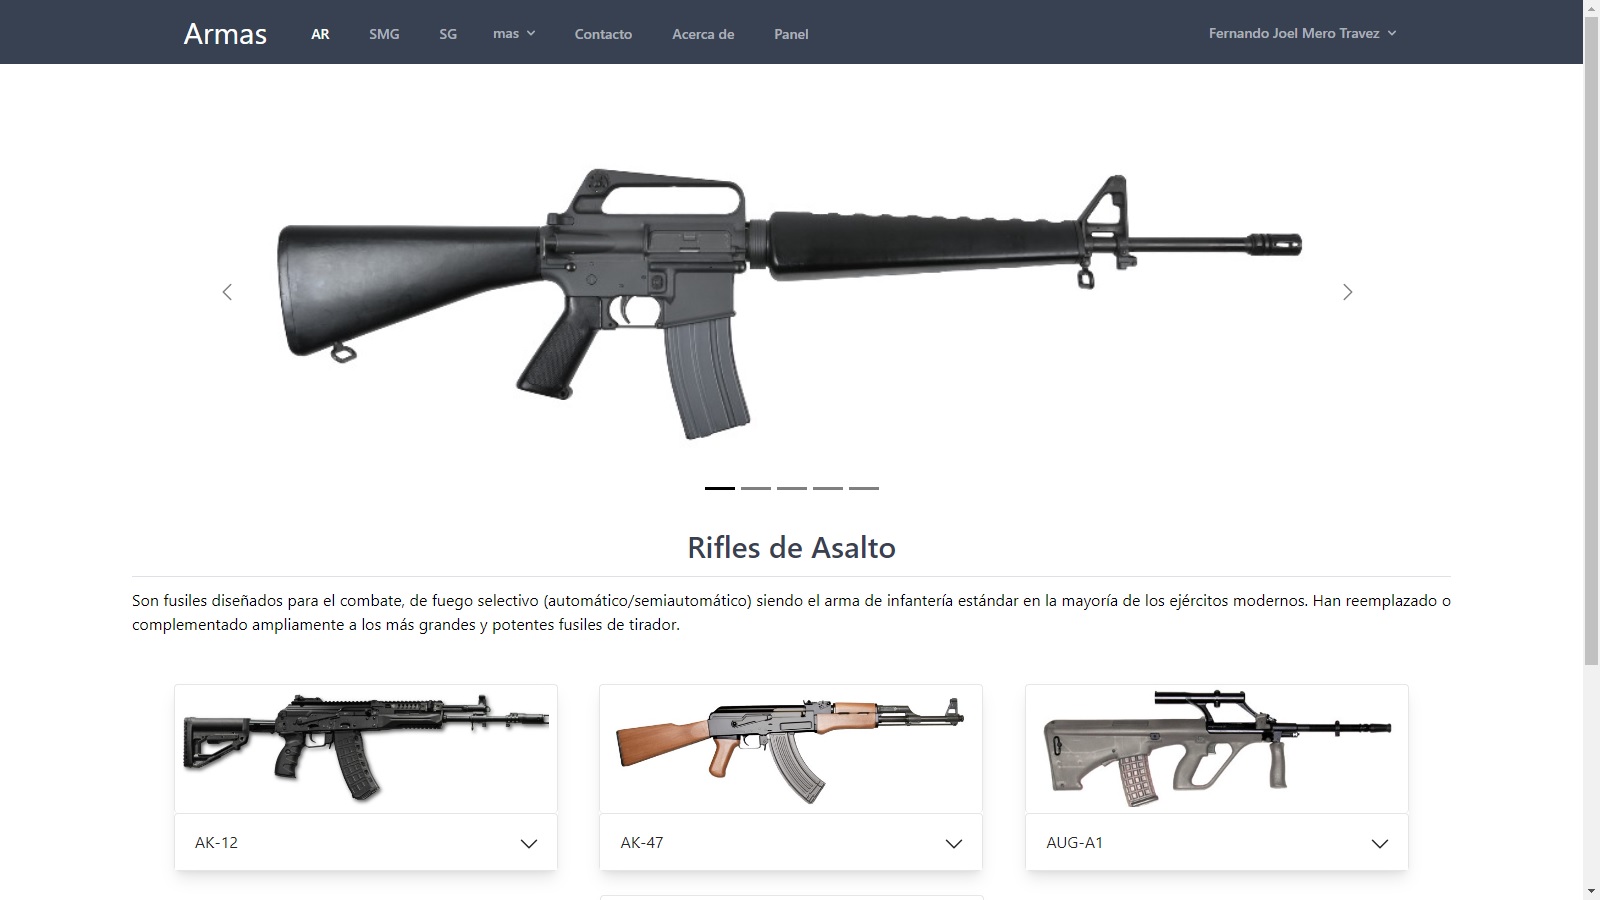 Armas AR SMG SG mas Contacto Acerca de Panel Fernando Joel Mero Travez
Rifles de Asalto
Son fusiles diseñados para el combate, de fuego selectivo (automático/semiautomático) siendo el arma de infantería estándar en la mayoría de los ejércitos modernos. Han reemplazado o
complementado ampliamente a los más grandes y potentes fusiles de tirador.
AK-12 AK-47 AUG-A1